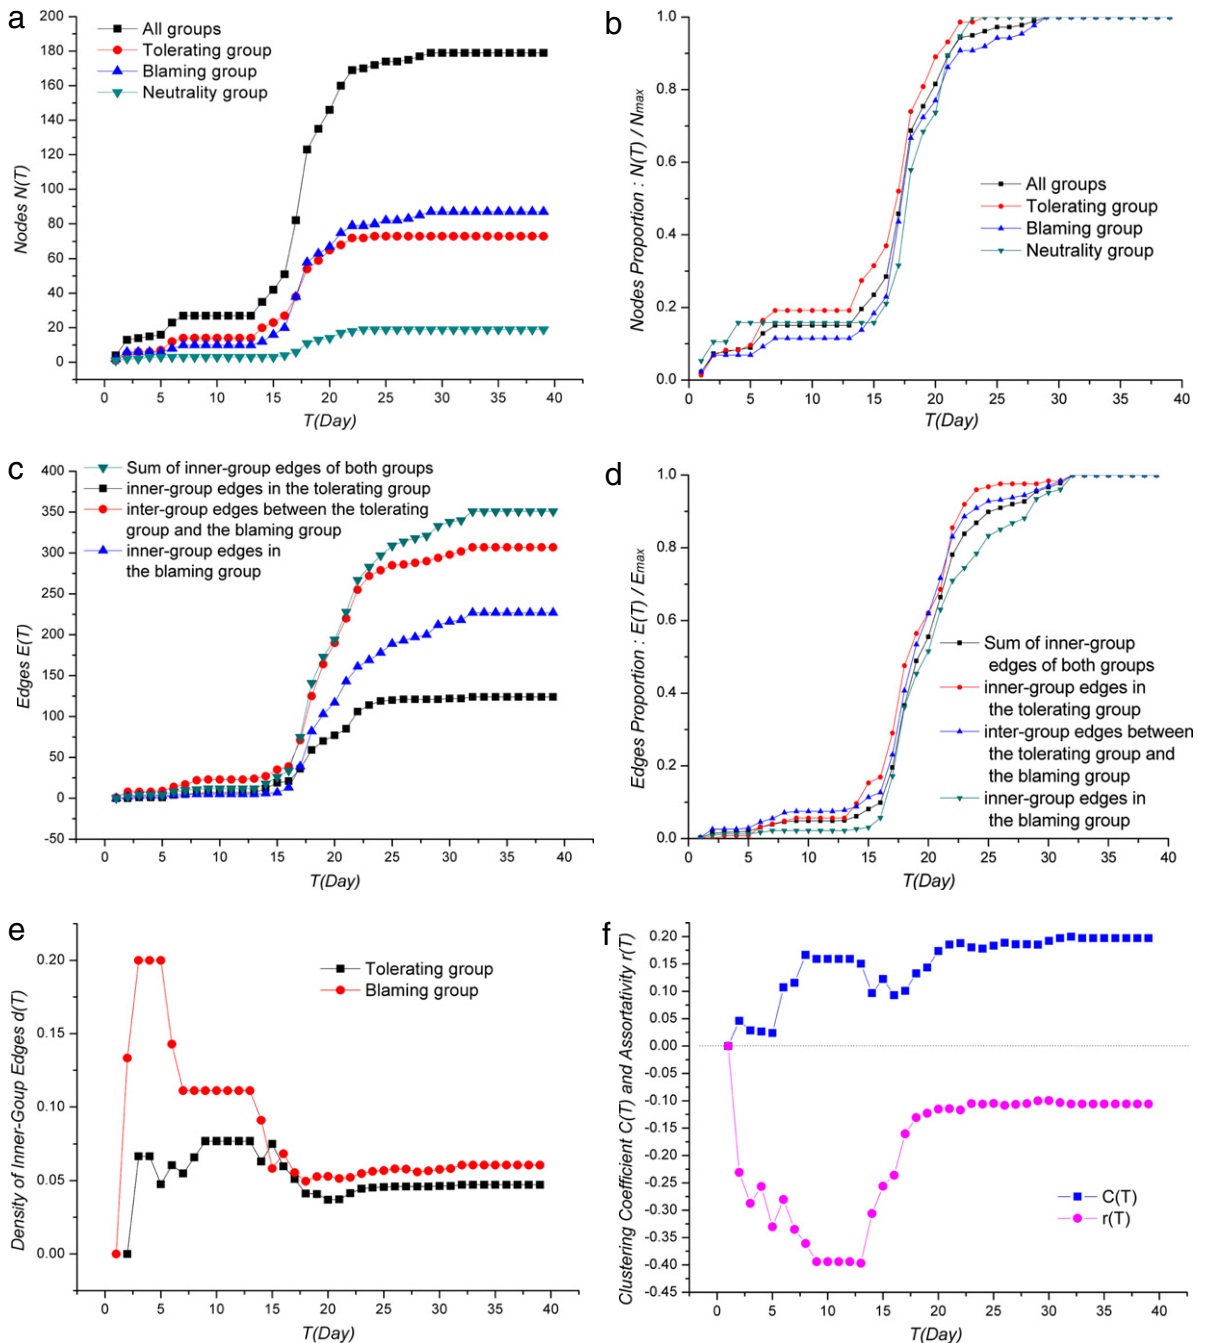 a
200
180
160
140
120
100
80
60
40
20
0
Nodes N(T)
All groups
Tolerating group
Blaming group
Neutrality group
0 5 10 15 20 25 30 35 40
T(Day)
b
1.0
0.8
0.6
0.4
0.2
0.0
Nodes Proportion : N(T) / Nmax
All groups
Tolerating group
Blaming group
Neutrality group
0 5 10 15 20 25 30 35 40
T(Day)
c
400
350
300
250
200
150
100
50
0
-50
Edges E(T)
Sum of inner-group edges of both groups
inner-group edges in the tolerating group
inter-group edges between the tolerating
group and the blaming group
inner-group edges in
the blaming group
0 5 10 15 20 25 30 35 40
T(Day)
d
1.0
0.8
0.6
0.4
0.2
0.0
Edges Proportion : E(T) / Emax
Sum of inner-group
edges of both groups
inner-group edges in
the tolerating group
inter-group edges between
the tolerating group and
the blaming group
inner-group edges in
the blaming group
0 5 10 15 20 25 30 35 40
T(Day)
e
0.20
0.15
0.10
0.05
0.00
Density of Inner-Goup Edges d(T)
Tolerating group
Blaming group
0 5 10 15 20 25 30 35 40
T(Day)
f
0.20
0.15
0.10
0.05
0.00
-0.05
-0.10
-0.15
-0.20
-0.25
-0.30
-0.35
-0.40
-0.45
Clustering Coefficient C(T) and Assortativity r(T)
C(T)
r(T)
0 5 10 15 20 25 30 35 40
T(Day)